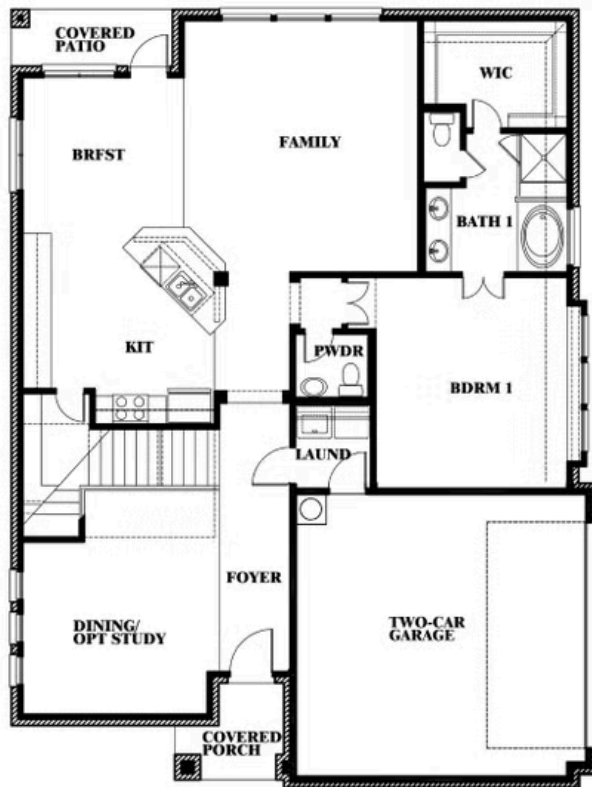 COVERED
PATIO
WIC
BRFST
FAMILY
BATH 1
KIT
PWDR
BDRM 1
LAUND
FOYER
DINING/
OPT STUDY
TWO-CAR
GARAGE
COVERED
PORCH